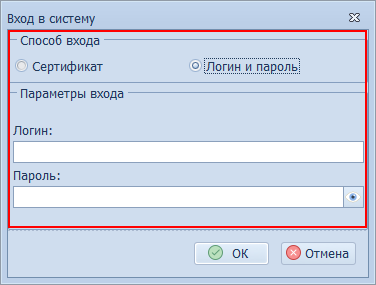 Вход в систему
Способ входа
Сертификат
Логин и пароль
Параметры входа
Логин:
Пароль:
ОК
Отмена